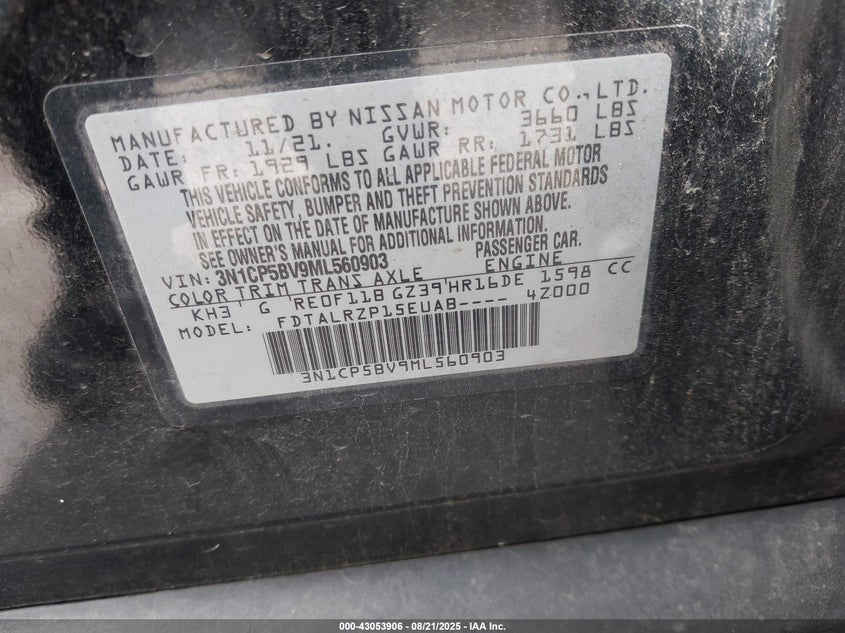 MANUFACTURED BY NISSAN MOTOR CO., LTD.
DATE: 11/21. GVWR: 3660 LBS
GAWR FR: 1929 LBS GAWR RR: 1731 LBS
THIS VEHICLE CONFORMS TO ALL APPLICABLE FEDERAL MOTOR
VEHICLE SAFETY, BUMPER AND THEFT PREVENTION STANDARDS
IN EFFECT ON THE DATE OF MANUFACTURE SHOWN ABOVE.
SEE OWNER'S MANUAL FOR ADDITIONAL INFORMATION.
VIN: 3N1CP5BV9ML560903 PASSENGER CAR.
COLOR TRIM TRANS AXLE ENGINE 1598 CC
KH3 G RE0F11B GZ39 HR16DE
MODEL: FDTALRZP15EUAB---- 4Z000
3N1CP5BV9ML560903
000-43053906 - 08/21/2025 - IAA Inc.